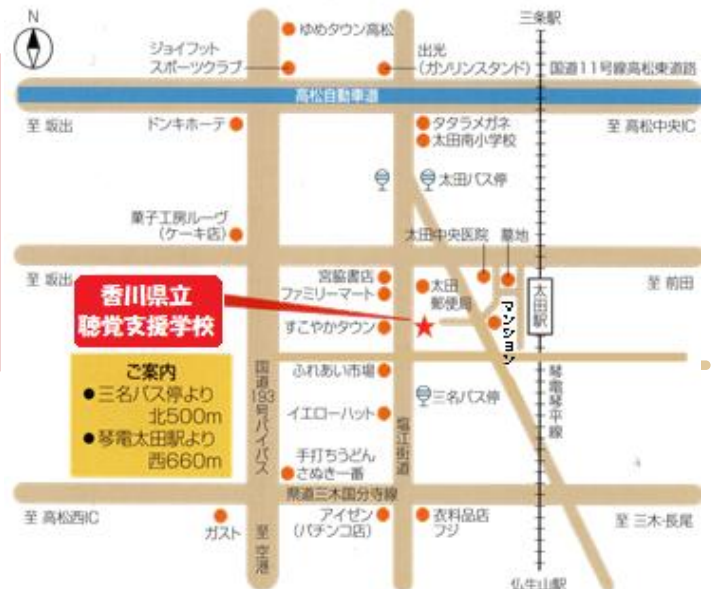 N
三条駅
ゆめタウン高松
ジョイフット
スポーツクラブ
出光
(ガソリンスタンド)
国道11号線高松東道路
高松自動車道
至 坂出
ドンキホーテ
タタラメガネ
太田南小学校
至 高松中央IC
太田バス停
菓子工房ルーヴ
(ケーキ店)
太田中央医院
墓地
至 坂出
宮脇書店
ファミリーマート
太田
郵便局
太田駅
至 前田
香川県立
聴覚支援学校
すこやかタウン
マンション
ご案内
●三名バス停より
北500m
●琴電太田駅より
西660m
国道193号バイパス
ふれあい市場
塩江街道
三名バス停
琴電琴平線
イエローハット
手打ちうどん
さぬき一番
県道三木国分寺線
至 高松西IC
ガスト
至 空港
アイゼン
(パチンコ店)
衣料品店
フジ
至 三木・長尾
仏生山駅